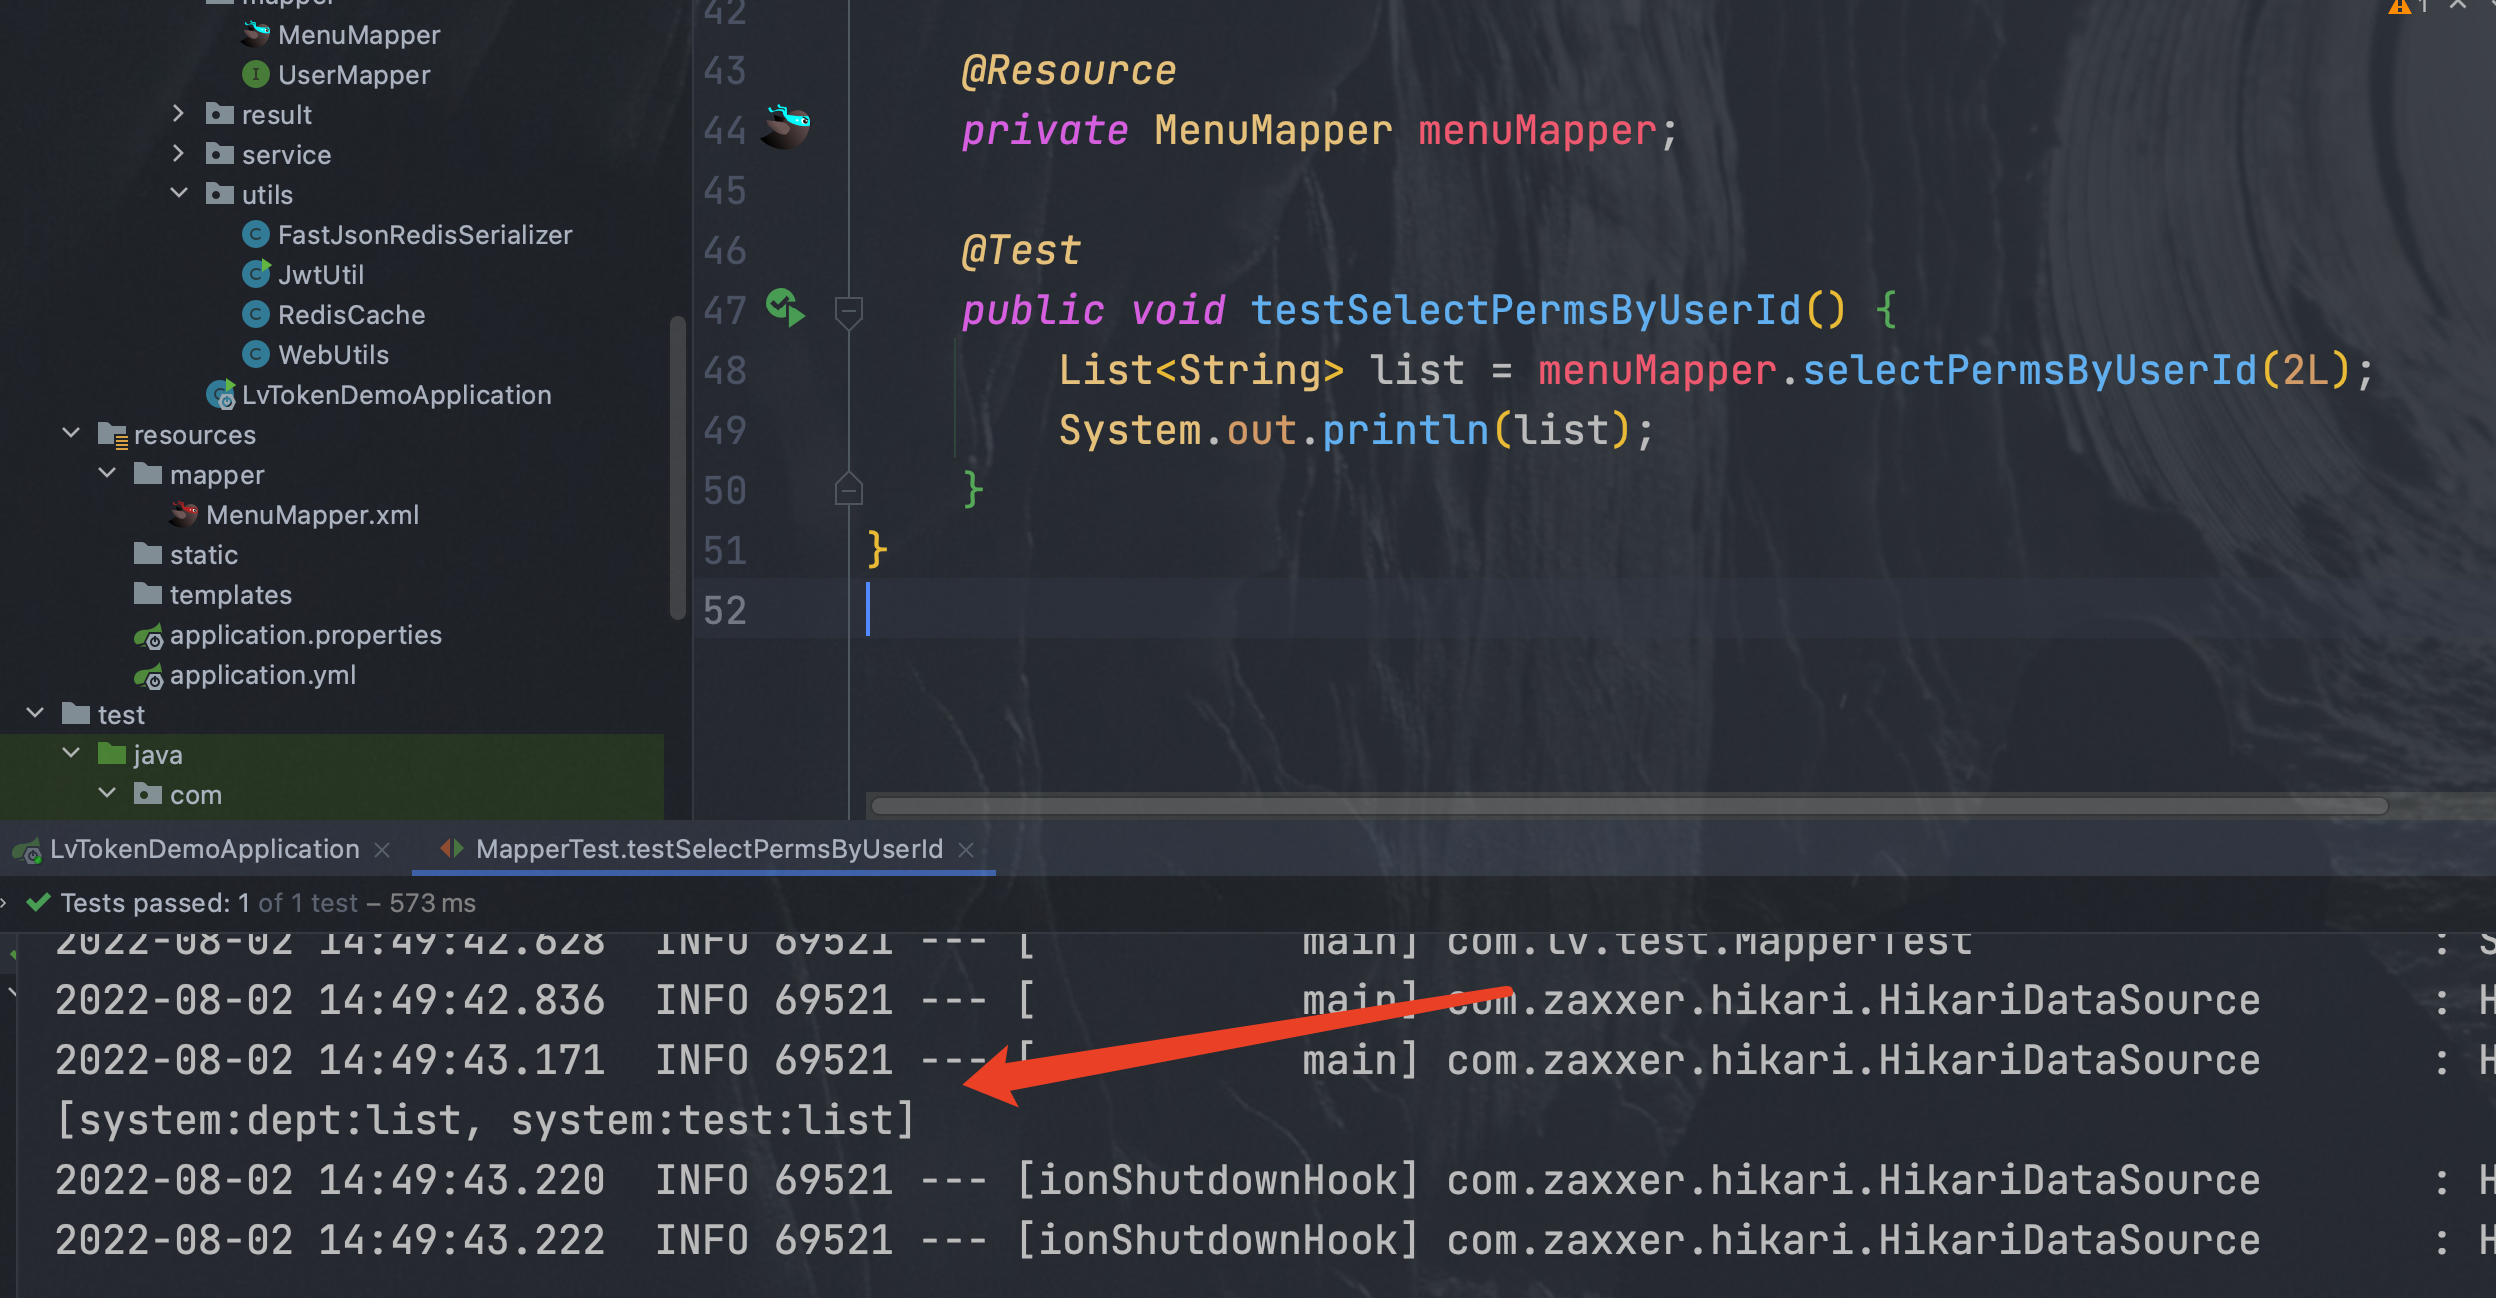 mapper
MenuMapper
UserMapper
result
service
utils
FastJsonRedisSerializer
JwtUtil
RedisCache
WebUtils
LvTokenDemoApplication
resources
mapper
MenuMapper.xml
static
templates
application.properties
application.yml
test
java
com
1
42
43 @Resource
44 private MenuMapper menuMapper;
45
46 @Test
47 public void testSelectPermsByUserId() {
48 List<String> list = menuMapper.selectPermsByUserId(2L);
49 System.out.println(list);
50 }
51 }
52
LvTokenDemoApplication MapperTest.testSelectPermsByUserId
Tests passed: 1 of 1 test – 573 ms
2022-08-02 14:49:42.628 INFO 69521 --- [ main] com.lv.test.MapperTest : S
2022-08-02 14:49:42.836 INFO 69521 --- [ main] com.zaxxer.hikari.HikariDataSource : H
2022-08-02 14:49:43.171 INFO 69521 --- [ main] com.zaxxer.hikari.HikariDataSource : H
[system:dept:list, system:test:list]
2022-08-02 14:49:43.220 INFO 69521 --- [ionShutdownHook] com.zaxxer.hikari.HikariDataSource : H
2022-08-02 14:49:43.222 INFO 69521 --- [ionShutdownHook] com.zaxxer.hikari.HikariDataSource : H